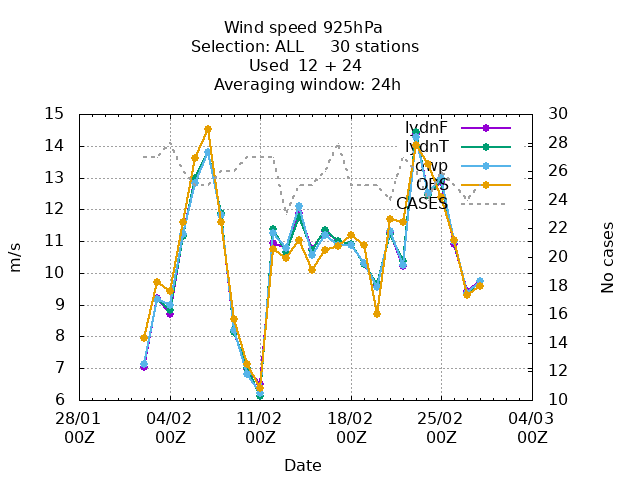 Wind speed 925hPa
Selection: ALL 30 stations
Used 12 + 24
Averaging window: 24h
15
14
13
12
11
10
9
8
7
6
m/s
30
28
26
24
22
20
18
16
14
12
10
No cases
IydnF
IydnT
OBS
CASES
28/01 04/02 11/02 18/02 25/02 04/03
00Z 00Z 00Z 00Z 00Z 00Z
Date